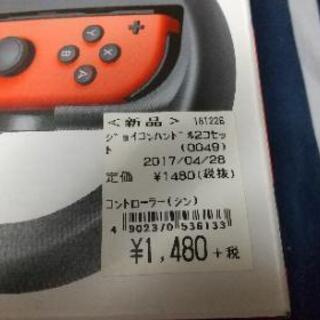 X
Y
B
A
＜新品＞ 161226
ジョイコンハンドル2コセット
(0049)
2017/04/28
定価 ¥1480(税抜)
コントローラー(シン)
4 902370 536133
¥1,480 +税